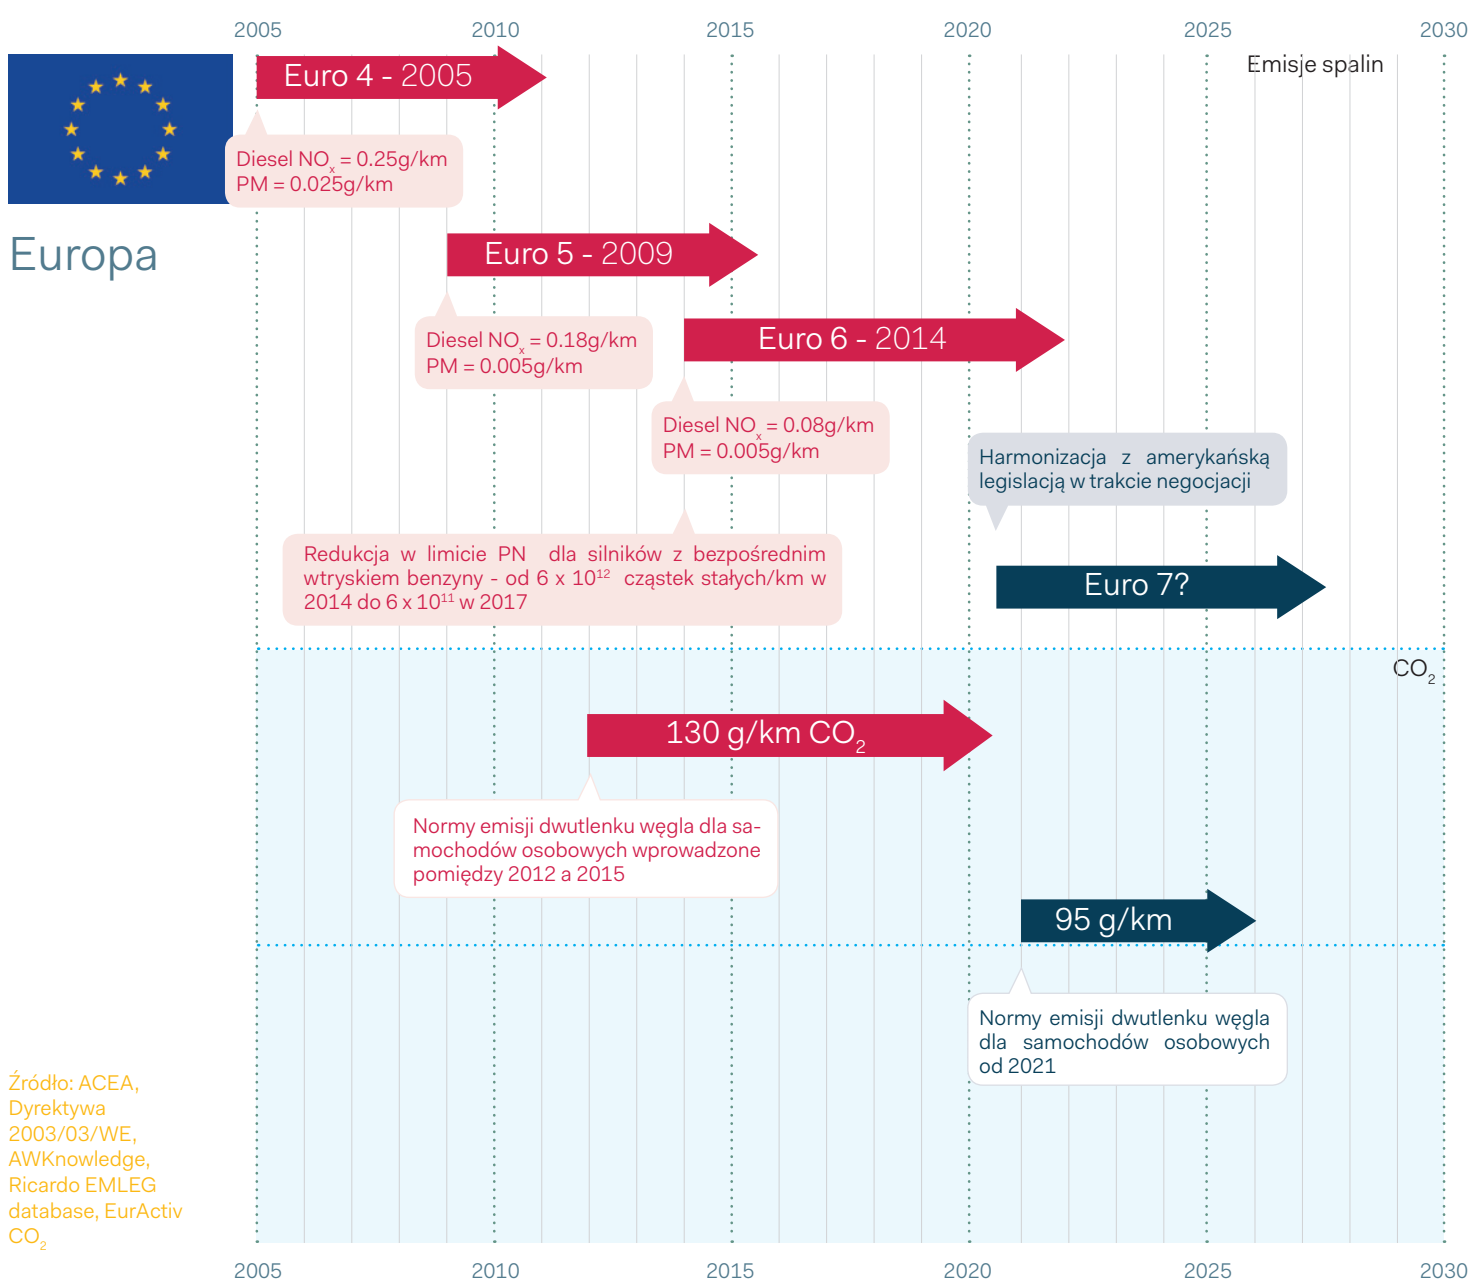 2005 2010 2015 2020 2025 2030
Emisje spalin
Euro 4 - 2005
Diesel NOₓ = 0.25g/km
PM = 0.025g/km
Europa
Euro 5 - 2009
Diesel NOₓ = 0.18g/km
PM = 0.005g/km
Euro 6 - 2014
Diesel NOₓ = 0.08g/km
PM = 0.005g/km
Harmonizacja z amerykańską
legislacją w trakcie negocjacji
Redukcja w limicie PN dla silników z bezpośrednim
wtryskiem benzyny - od 6 x 10¹² cząstek stałych/km w
2014 do 6 x 10¹¹ w 2017
Euro 7?
CO₂
130 g/km CO₂
Normy emisji dwutlenku węgla dla sa-
mochodów osobowych wprowadzone
pomiędzy 2012 a 2015
95 g/km
Normy emisji dwutlenku węgla
dla samochodów osobowych
od 2021
Źródło: ACEA,
Dyrektywa
2003/03/WE,
AWKnowledge,
Ricardo EMLEG
database, EurActiv
CO₂
2005 2010 2015 2020 2025 2030